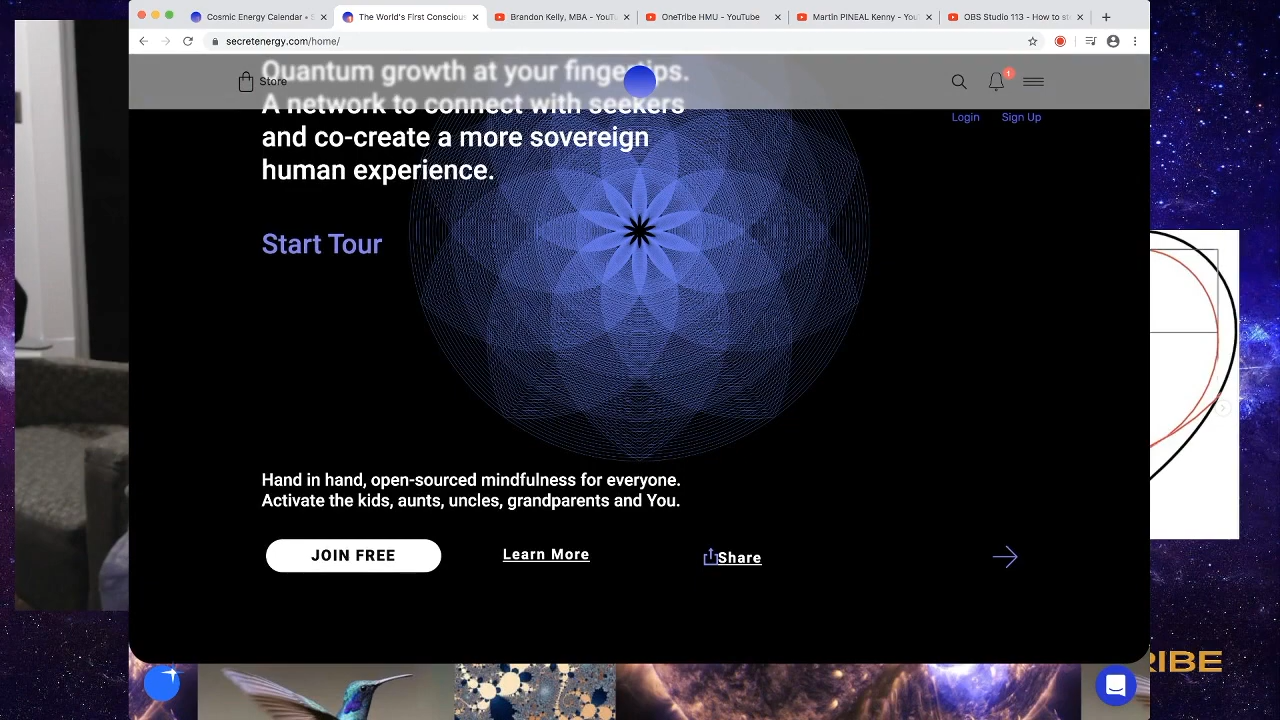 Cosmic Energy Calendar • S
The World's First Conscious
Brandon Kelly MBA - YouTu
OneTribe HMU - YouTube
Martin PINEAL Kenny - You
OBS Studio 113 - How to st
secretenergy.com/home/
Store
1
Login
Sign Up
Quantum growth at your fingertips.
A network to connect with seekers
and co-create a more sovereign
human experience.
Start Tour
Hand in hand, open-sourced mindfulness for everyone.
Activate the kids, aunts, uncles, grandparents and You.
JOIN FREE
Learn More
Share
RIBE